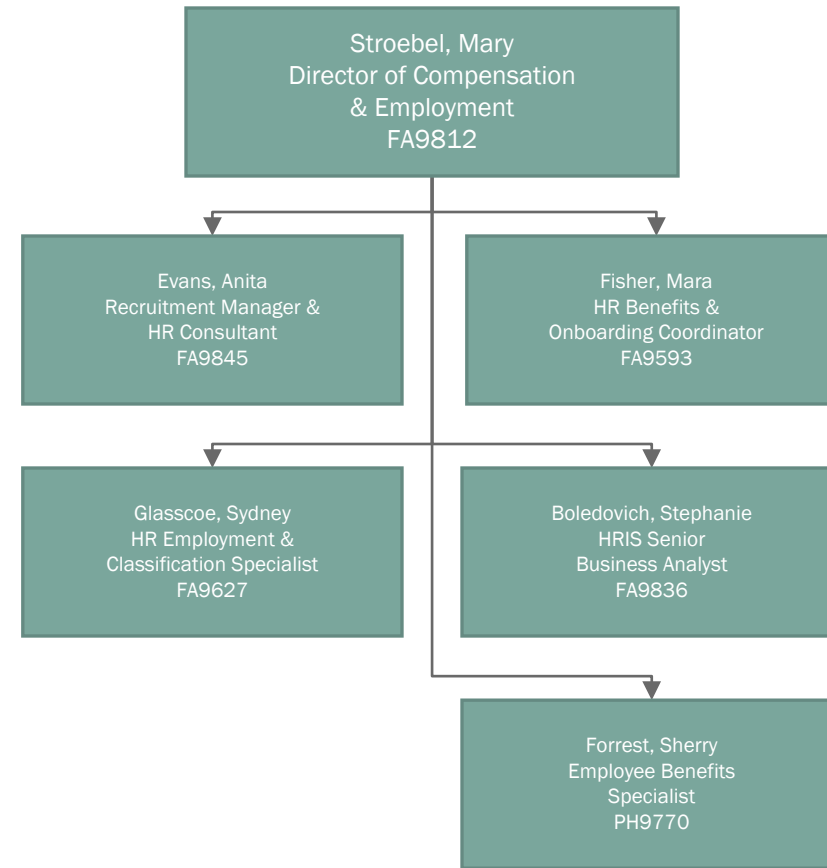 Stroebel, Mary
Director of Compensation
& Employment
FA9812
Evans, Anita
Recruitment Manager &
HR Consultant
FA9845
Fisher, Mara
HR Benefits &
Onboarding Coordinator
FA9593
Glasscoe, Sydney
HR Employment &
Classification Specialist
FA9627
Boledovich, Stephanie
HRIS Senior
Business Analyst
FA9836
Forrest, Sherry
Employee Benefits
Specialist
PH9770